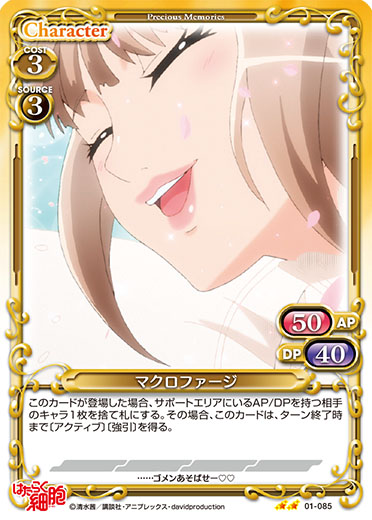 Precious Memories
Character
COST
3
SOURCE
3
50 AP
DP 40
マクロファージ
このカードが登場した場合、サポートエリアにいるAP/DPを持つ相手
のキャラ1枚を捨て札にする。その場合、このカードは、ターン終了時
まで〔アクティブ〕〔強引〕を得る。
……ゴメンあそばせー♡♡
はたらく
細胞
©清水茜/講談社・アニプレックス・davidproduction
01-085